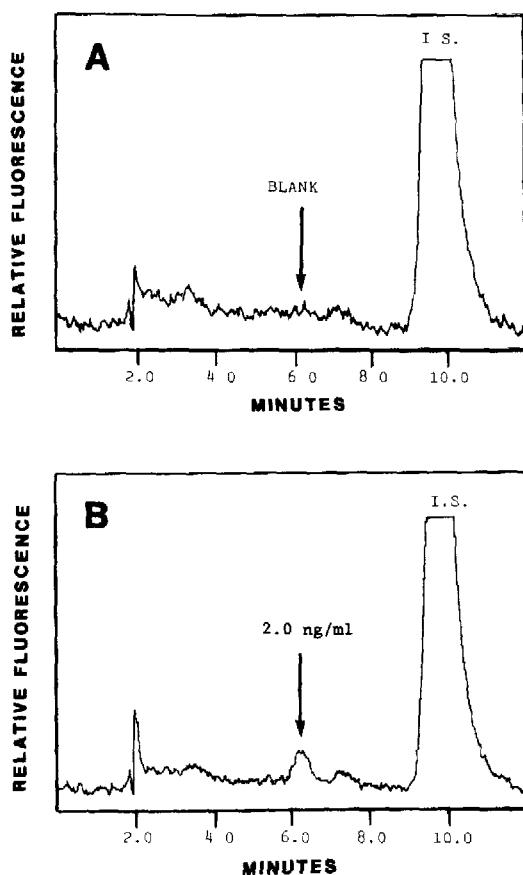 A
I S.
BLANK
RELATIVE FLUORESCENCE
2.0 4 0 6 0 8 0 10.0
MINUTES
B
I.S.
2.0 ng/ml
RELATIVE FLUORESCENCE
2.0 4 0 6.0 8.0 10.0
MINUTES